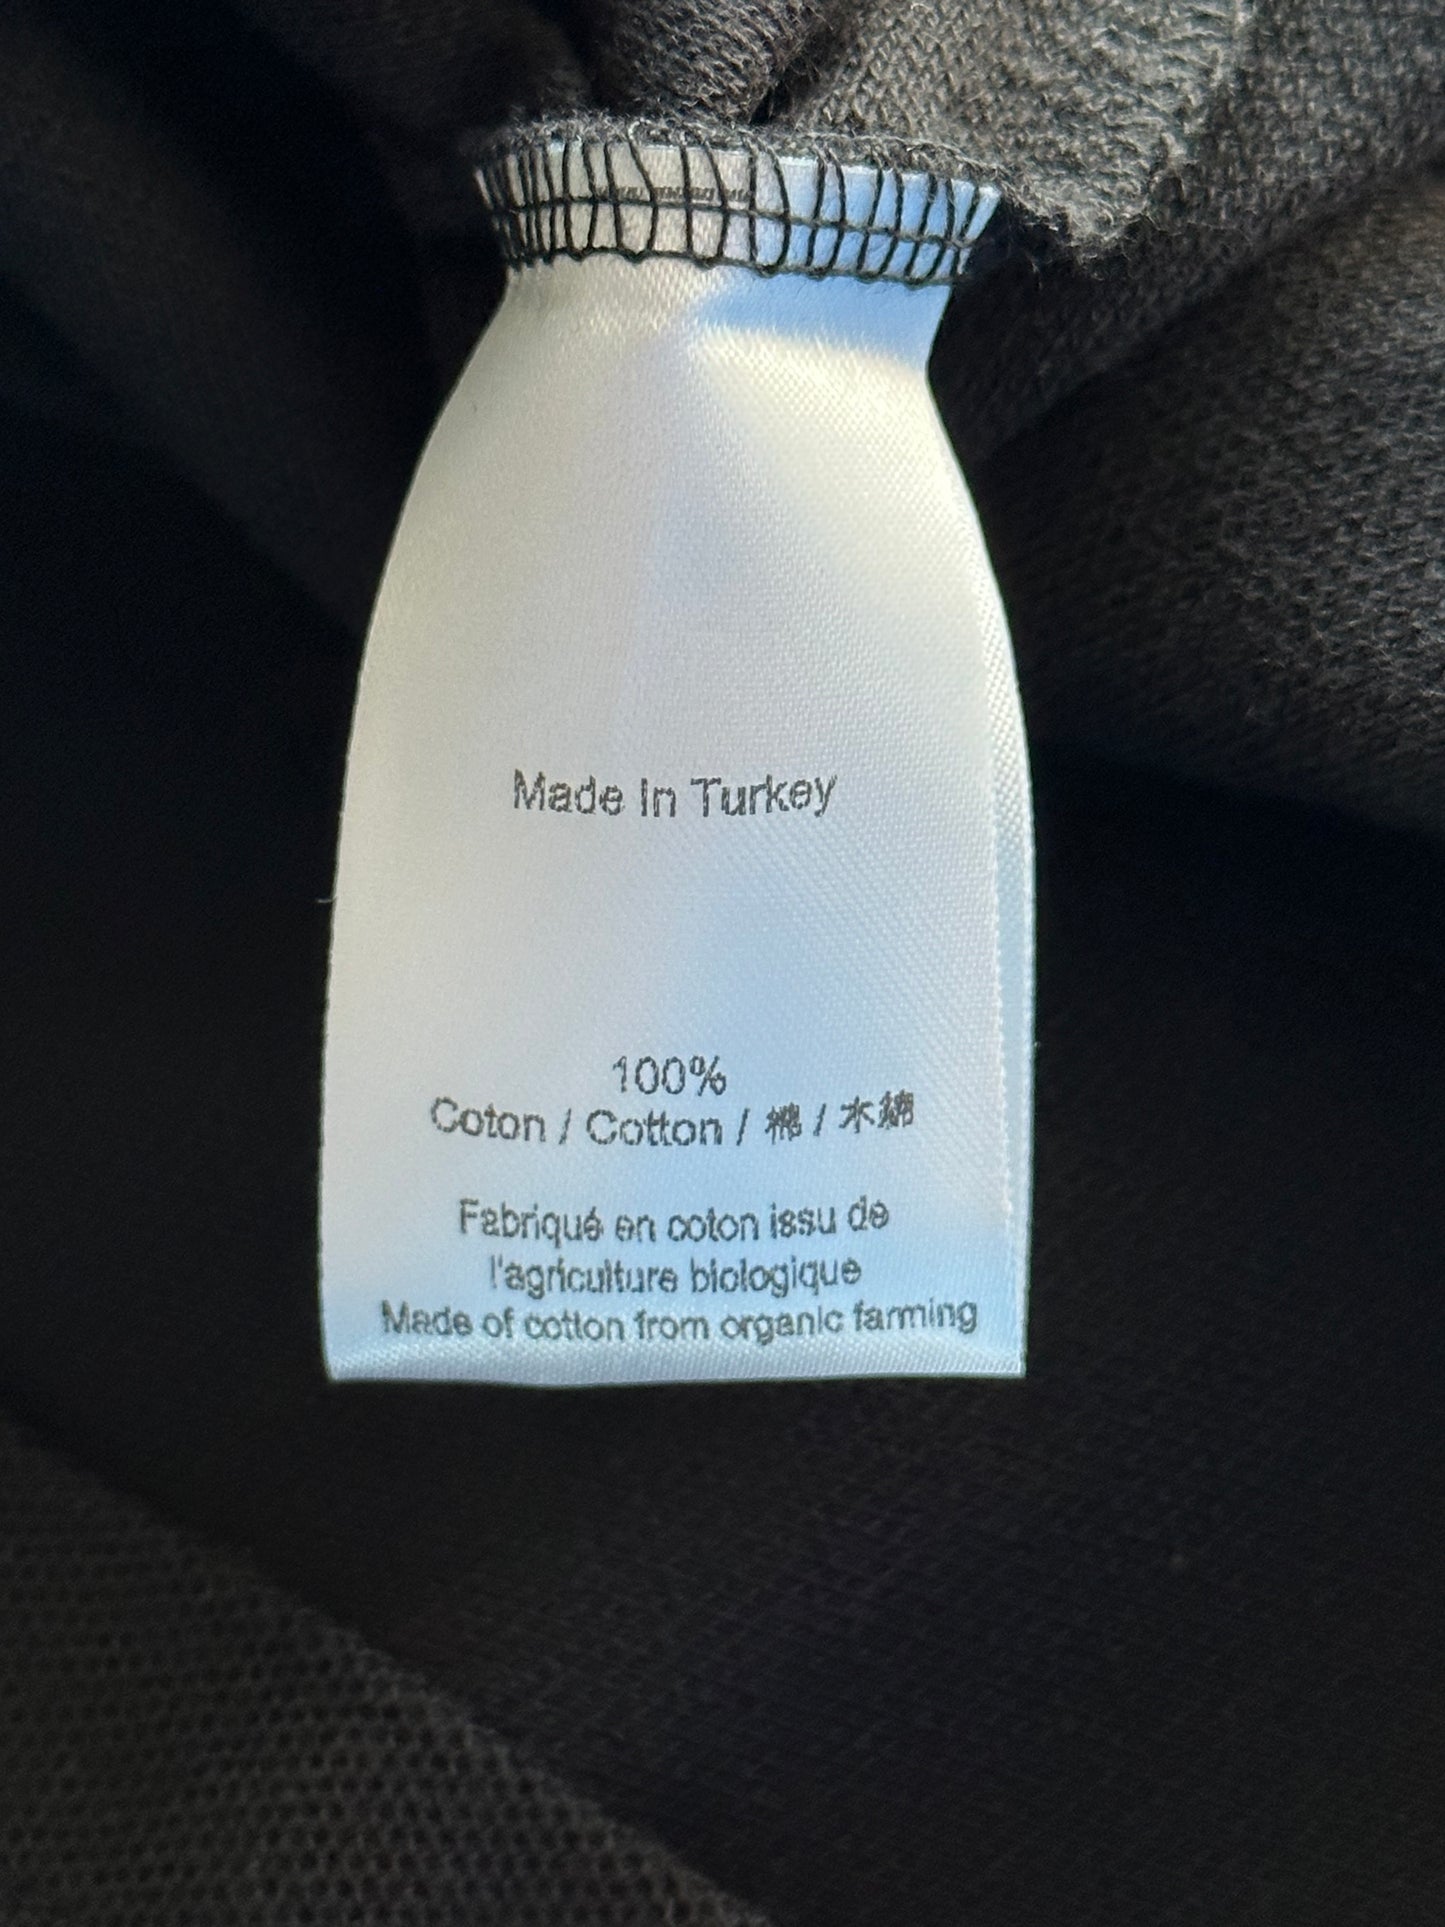 Made In Turkey
100%
Coton / Cotton / 棉 / 木綿
Fabriqué en coton issu de
l'agriculture biologique
Made of cotton from organic farming